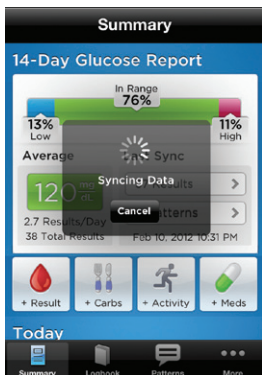 Summary
14-Day Glucose Report
In Range
76%
13%
Low
11%
High
Average
Last Sync
Syncing Data
120 mg/dL
Results
Cancel
Patterns
2.7 Results/Day
38 Total Results
Feb 10, 2012 10:31 PM
+ Result
+ Carbs
+ Activity
+ Meds
Today
Summary
Logbook
Patterns
More